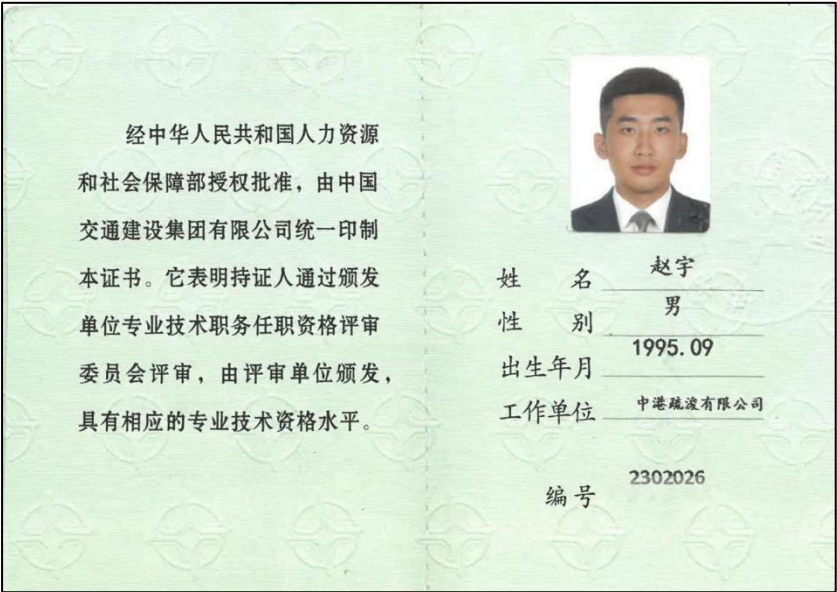 经中华人民共和国人力资源
和社会保障部授权批准，由中国
交通建设集团有限公司统一印制
本证书。它表明持证人通过颁发
单位专业技术职务任职资格评审
委员会评审，由评审单位颁发，
具有相应的专业技术资格水平。
姓 名 赵宇
性 别 男
出生年月 1995.09
工作单位 中港疏浚有限公司
编号 2302026